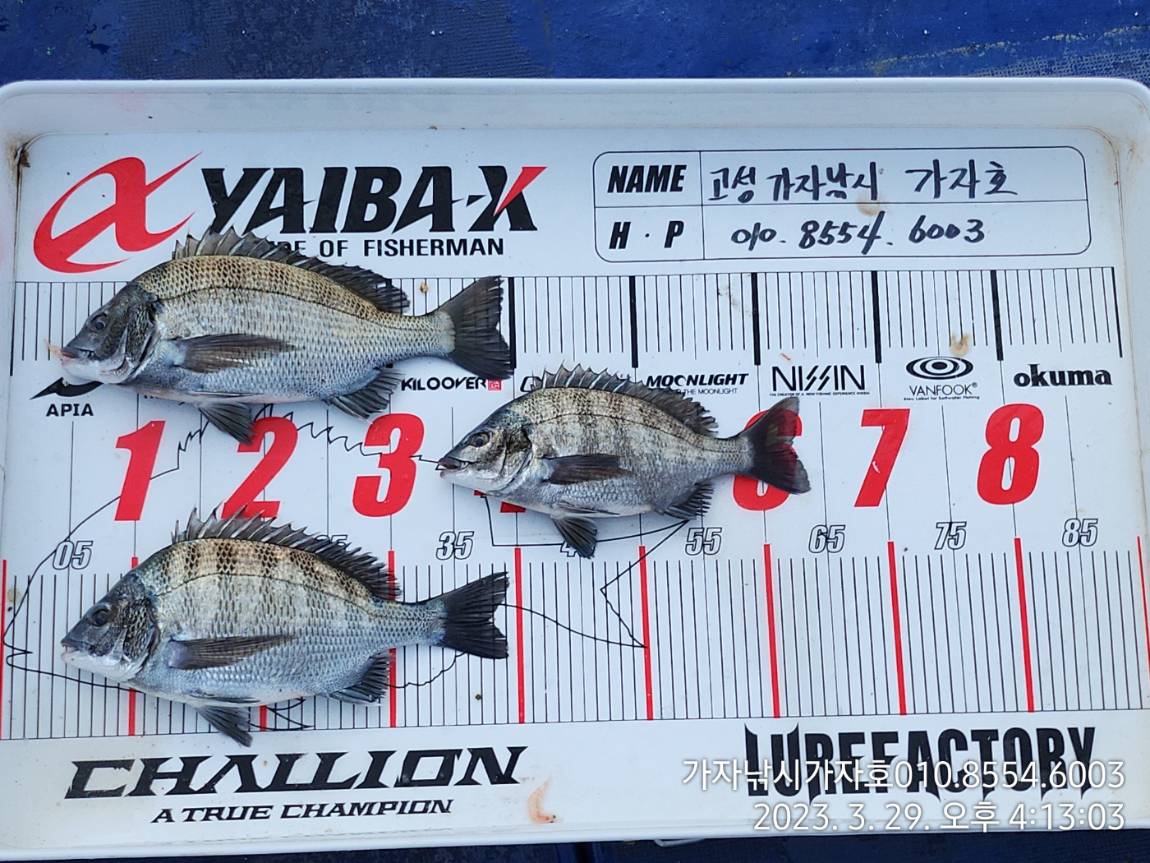 YAIBA-X
OF FISHERMAN
NAME 고성 가자낚시 가자호
H·P 010.8554.6003
APIA
KILOOVER
MOONLIGHT
NISSIN
VANFOOK
okuma
1 2 3 6 7 8
05 35 55 65 75 85
CHALLION
A TRUE CHAMPION
LUREFACTORY
가자낚시가자호010.8554.6003
2023. 3. 29. 오후 4:13:03